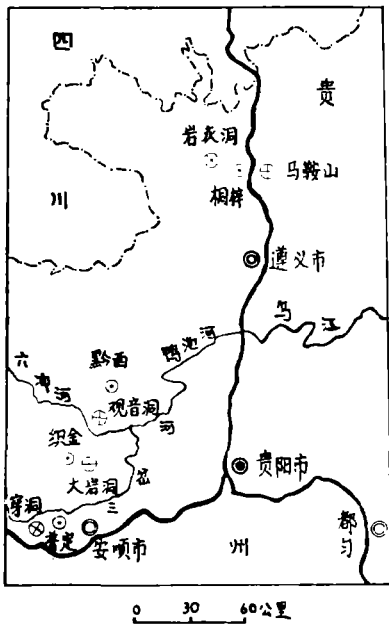 四
川
贵
州
岩灰洞
桐梓
马鞍山
遵义市
乌江
鸭池河
六冲河
黔西
观音洞
织金
大岩洞
三岔河
穿洞
普定
安顺市
贵阳市
都匀
0 30 60公里